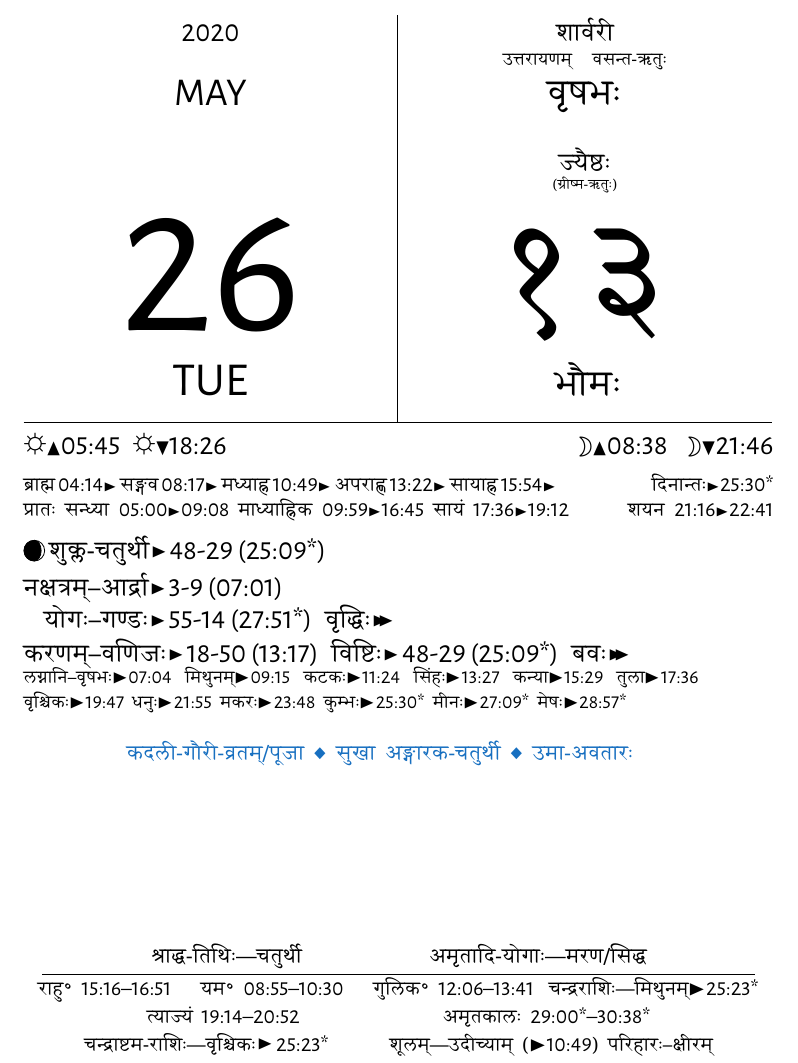 2020
MAY
26
TUE
शार्वरी
उत्तरायणम् वसन्त-ऋतुः
वृषभः
ज्यैष्ठः
(ग्रीष्म-ऋतुः)
१३
भौमः
☼▲05:45 ☼▼18:26 ☽▲08:38 ☽▼21:46
ब्राह्म 04:14► सङ्गव 08:17► मध्याह्न 10:49► अपराह्ण 13:22► सायाह्न 15:54► दिनान्तः►25:30*
प्रातः सन्ध्या 05:00►09:08 माध्याह्निक 09:59►16:45 सायं 17:36►19:12 शयन 21:16►22:41
शुक्ल-चतुर्थी►48-29 (25:09*)
नक्षत्रम्–आर्द्रा►3-9 (07:01)
योगः–गण्डः►55-14 (27:51*) वृद्धिः►►
करणम्–वणिजः►18-50 (13:17) विष्टिः►48-29 (25:09*) बवः►►
लग्नानि–वृषभः►07:04 मिथुनम्►09:15 कटकः►11:24 सिंहः►13:27 कन्या►15:29 तुला►17:36
वृश्चिकः►19:47 धनुः►21:55 मकरः►23:48 कुम्भः►25:30* मीनः►27:09* मेषः►28:57*
कदली-गौरी-व्रतम्/पूजा ◆ सुखा अङ्गारक-चतुर्थी ◆ उमा-अवतारः
श्राद्ध-तिथिः—चतुर्थी अमृतादि-योगाः—मरण/सिद्ध
राहु° 15:16–16:51 यम° 08:55–10:30 गुलिक° 12:06–13:41 चन्द्रराशिः—मिथुनम्►25:23*
त्याज्यं 19:14–20:52 अमृतकालः 29:00*–30:38*
चन्द्राष्टम-राशिः—वृश्चिकः► 25:23* शूलम्—उदीच्याम् (►10:49) परिहारः–क्षीरम्